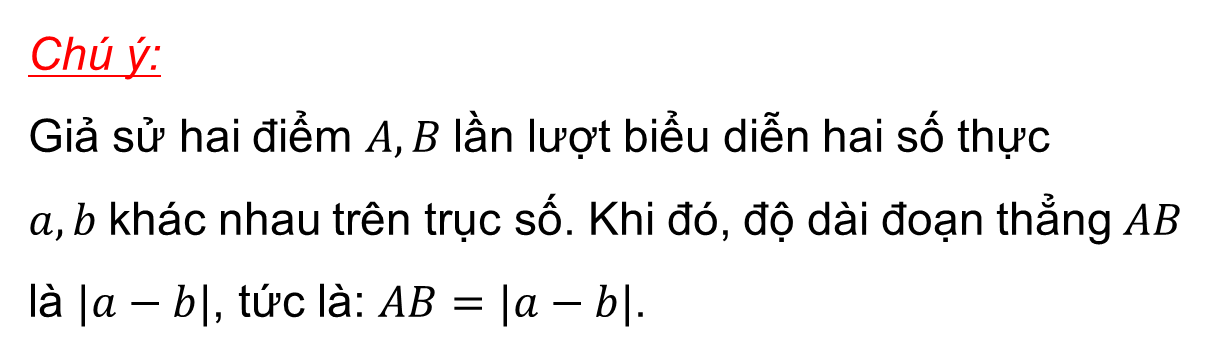 Chú ý:
Giả sử hai điểm A, B lần lượt biểu diễn hai số thực
a, b khác nhau trên trục số. Khi đó, độ dài đoạn thẳng AB
là |a − b|, tức là: AB = |a − b|.